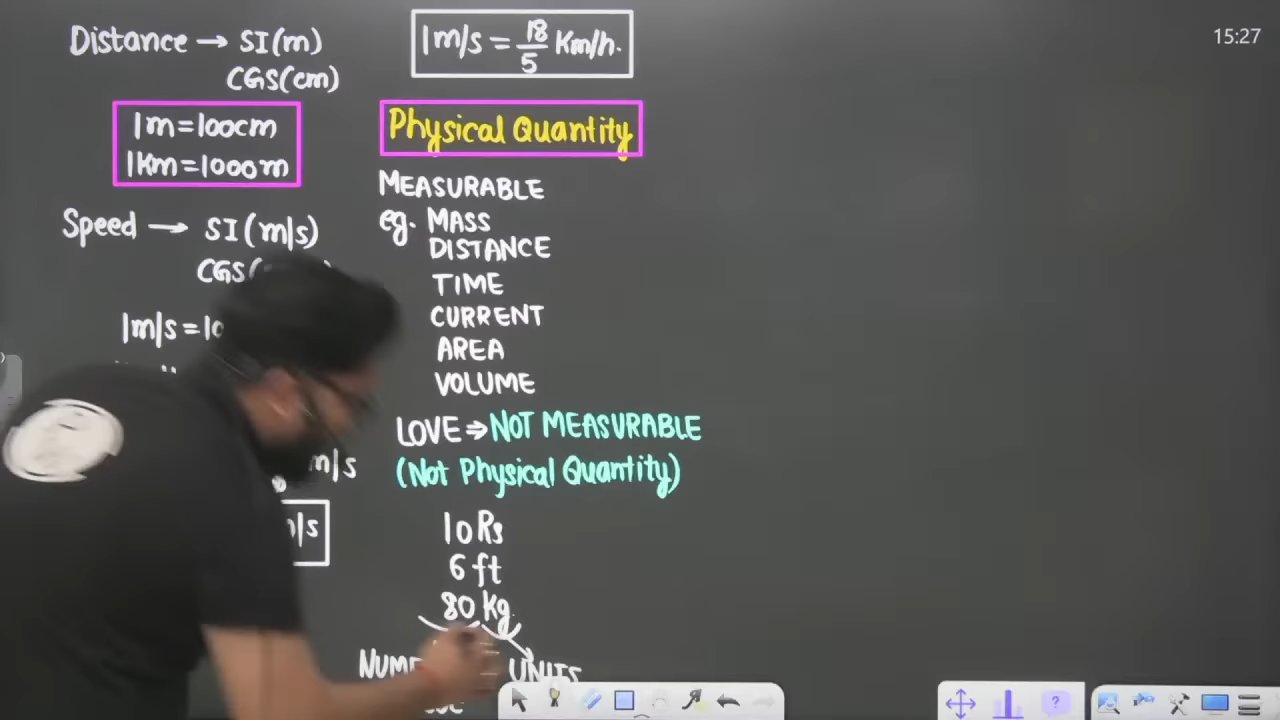 Distance → SI(m)
CGS(cm)
1m=100cm
1Km=1000m
Speed → SI(m/s)
1m/s = 18/5 Km/h.
Physical Quantity
MEASURABLE
eg. MASS
DISTANCE
TIME
CURRENT
AREA
VOLUME
LOVE ⇒ NOT MEASURABLE
(Not Physical Quantity)
10 Rs
6 ft
80 kg.
UNITS
15:27